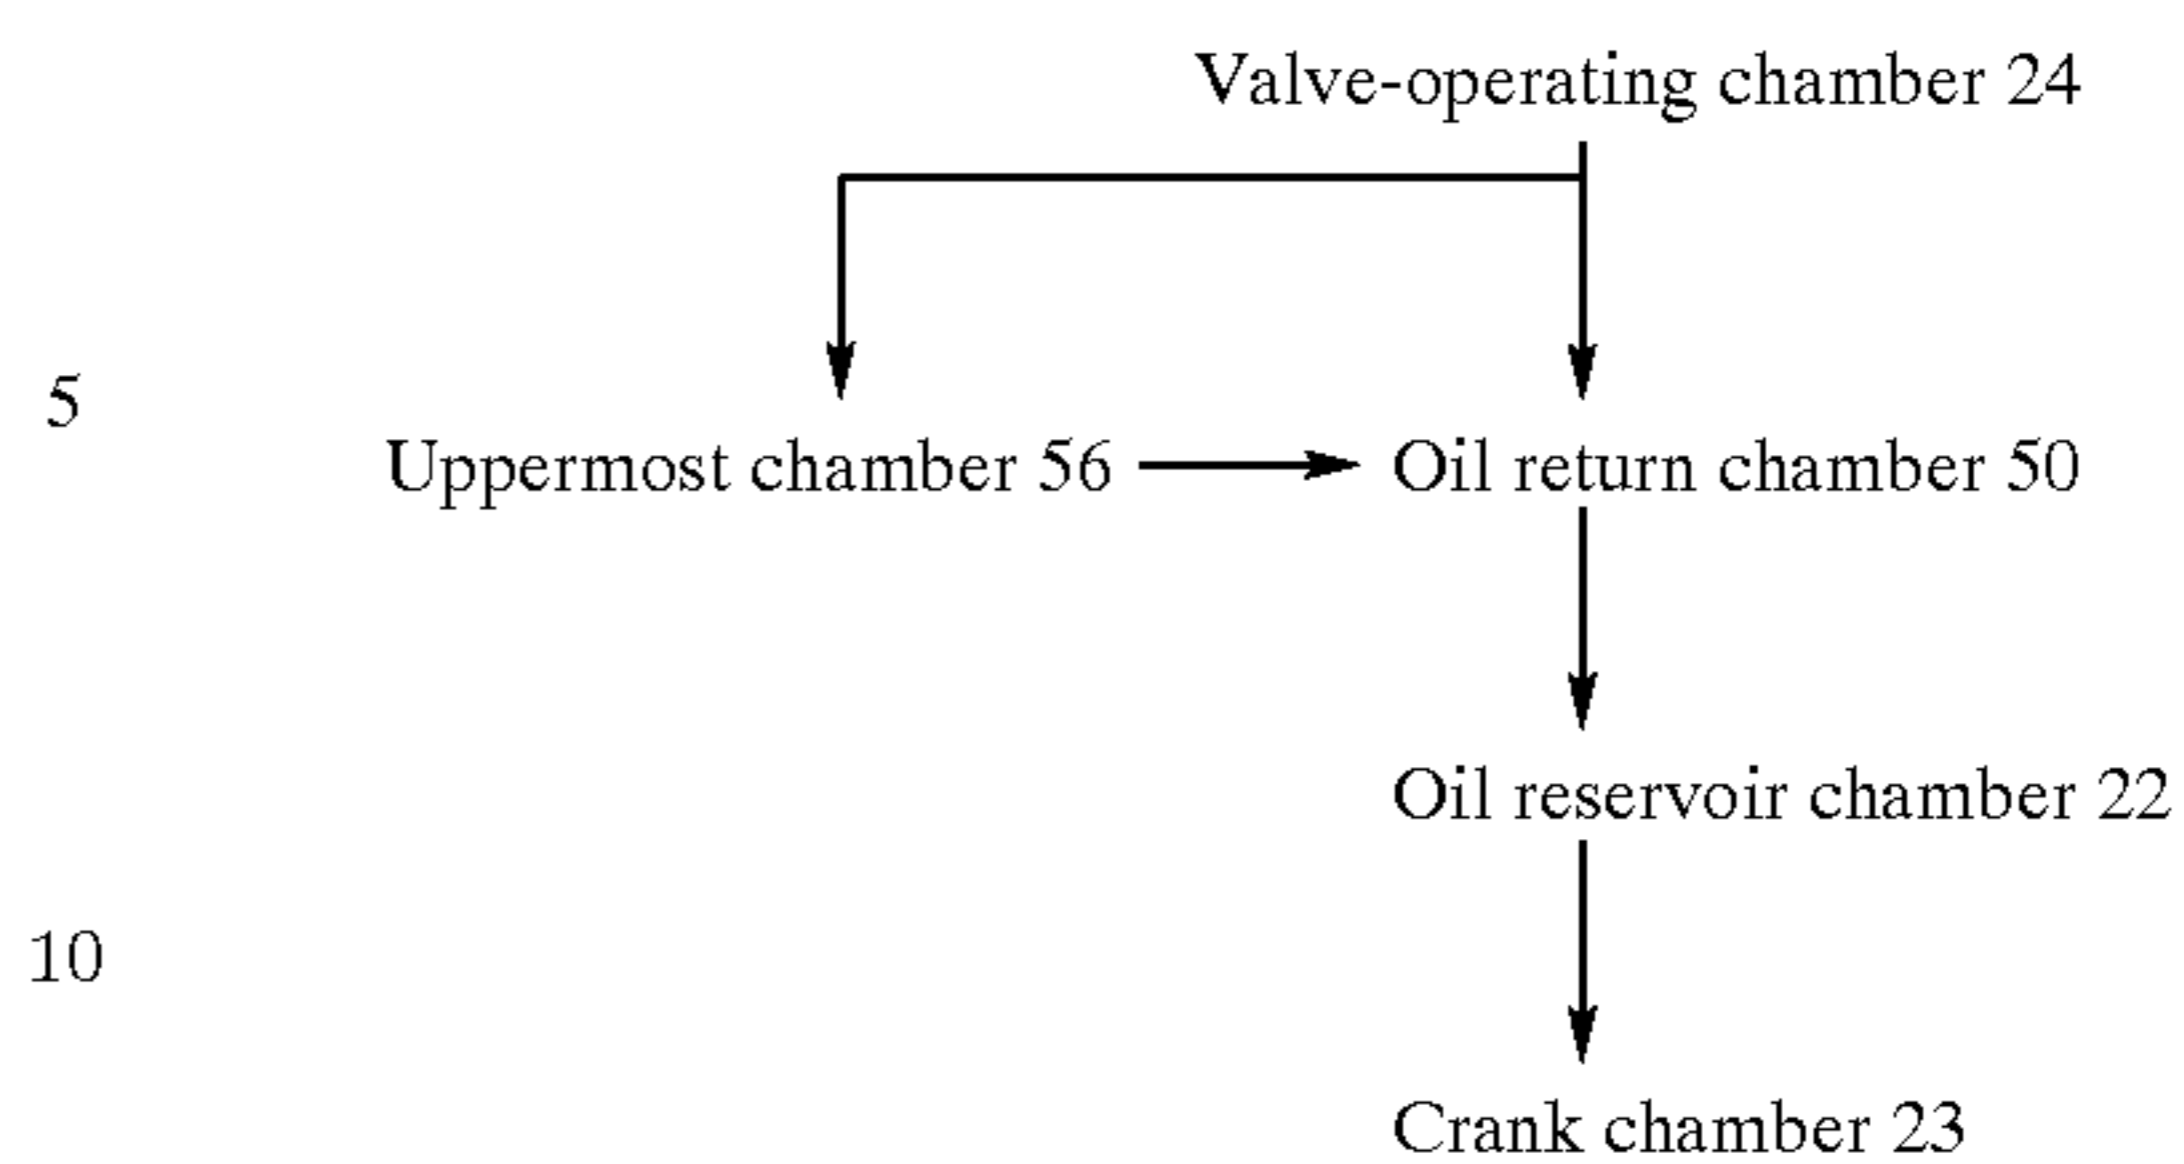 Valve-operating chamber 24
5
Uppermost chamber 56 Oil return chamber 50
Oil reservoir chamber 22
10
Crank chamber 23